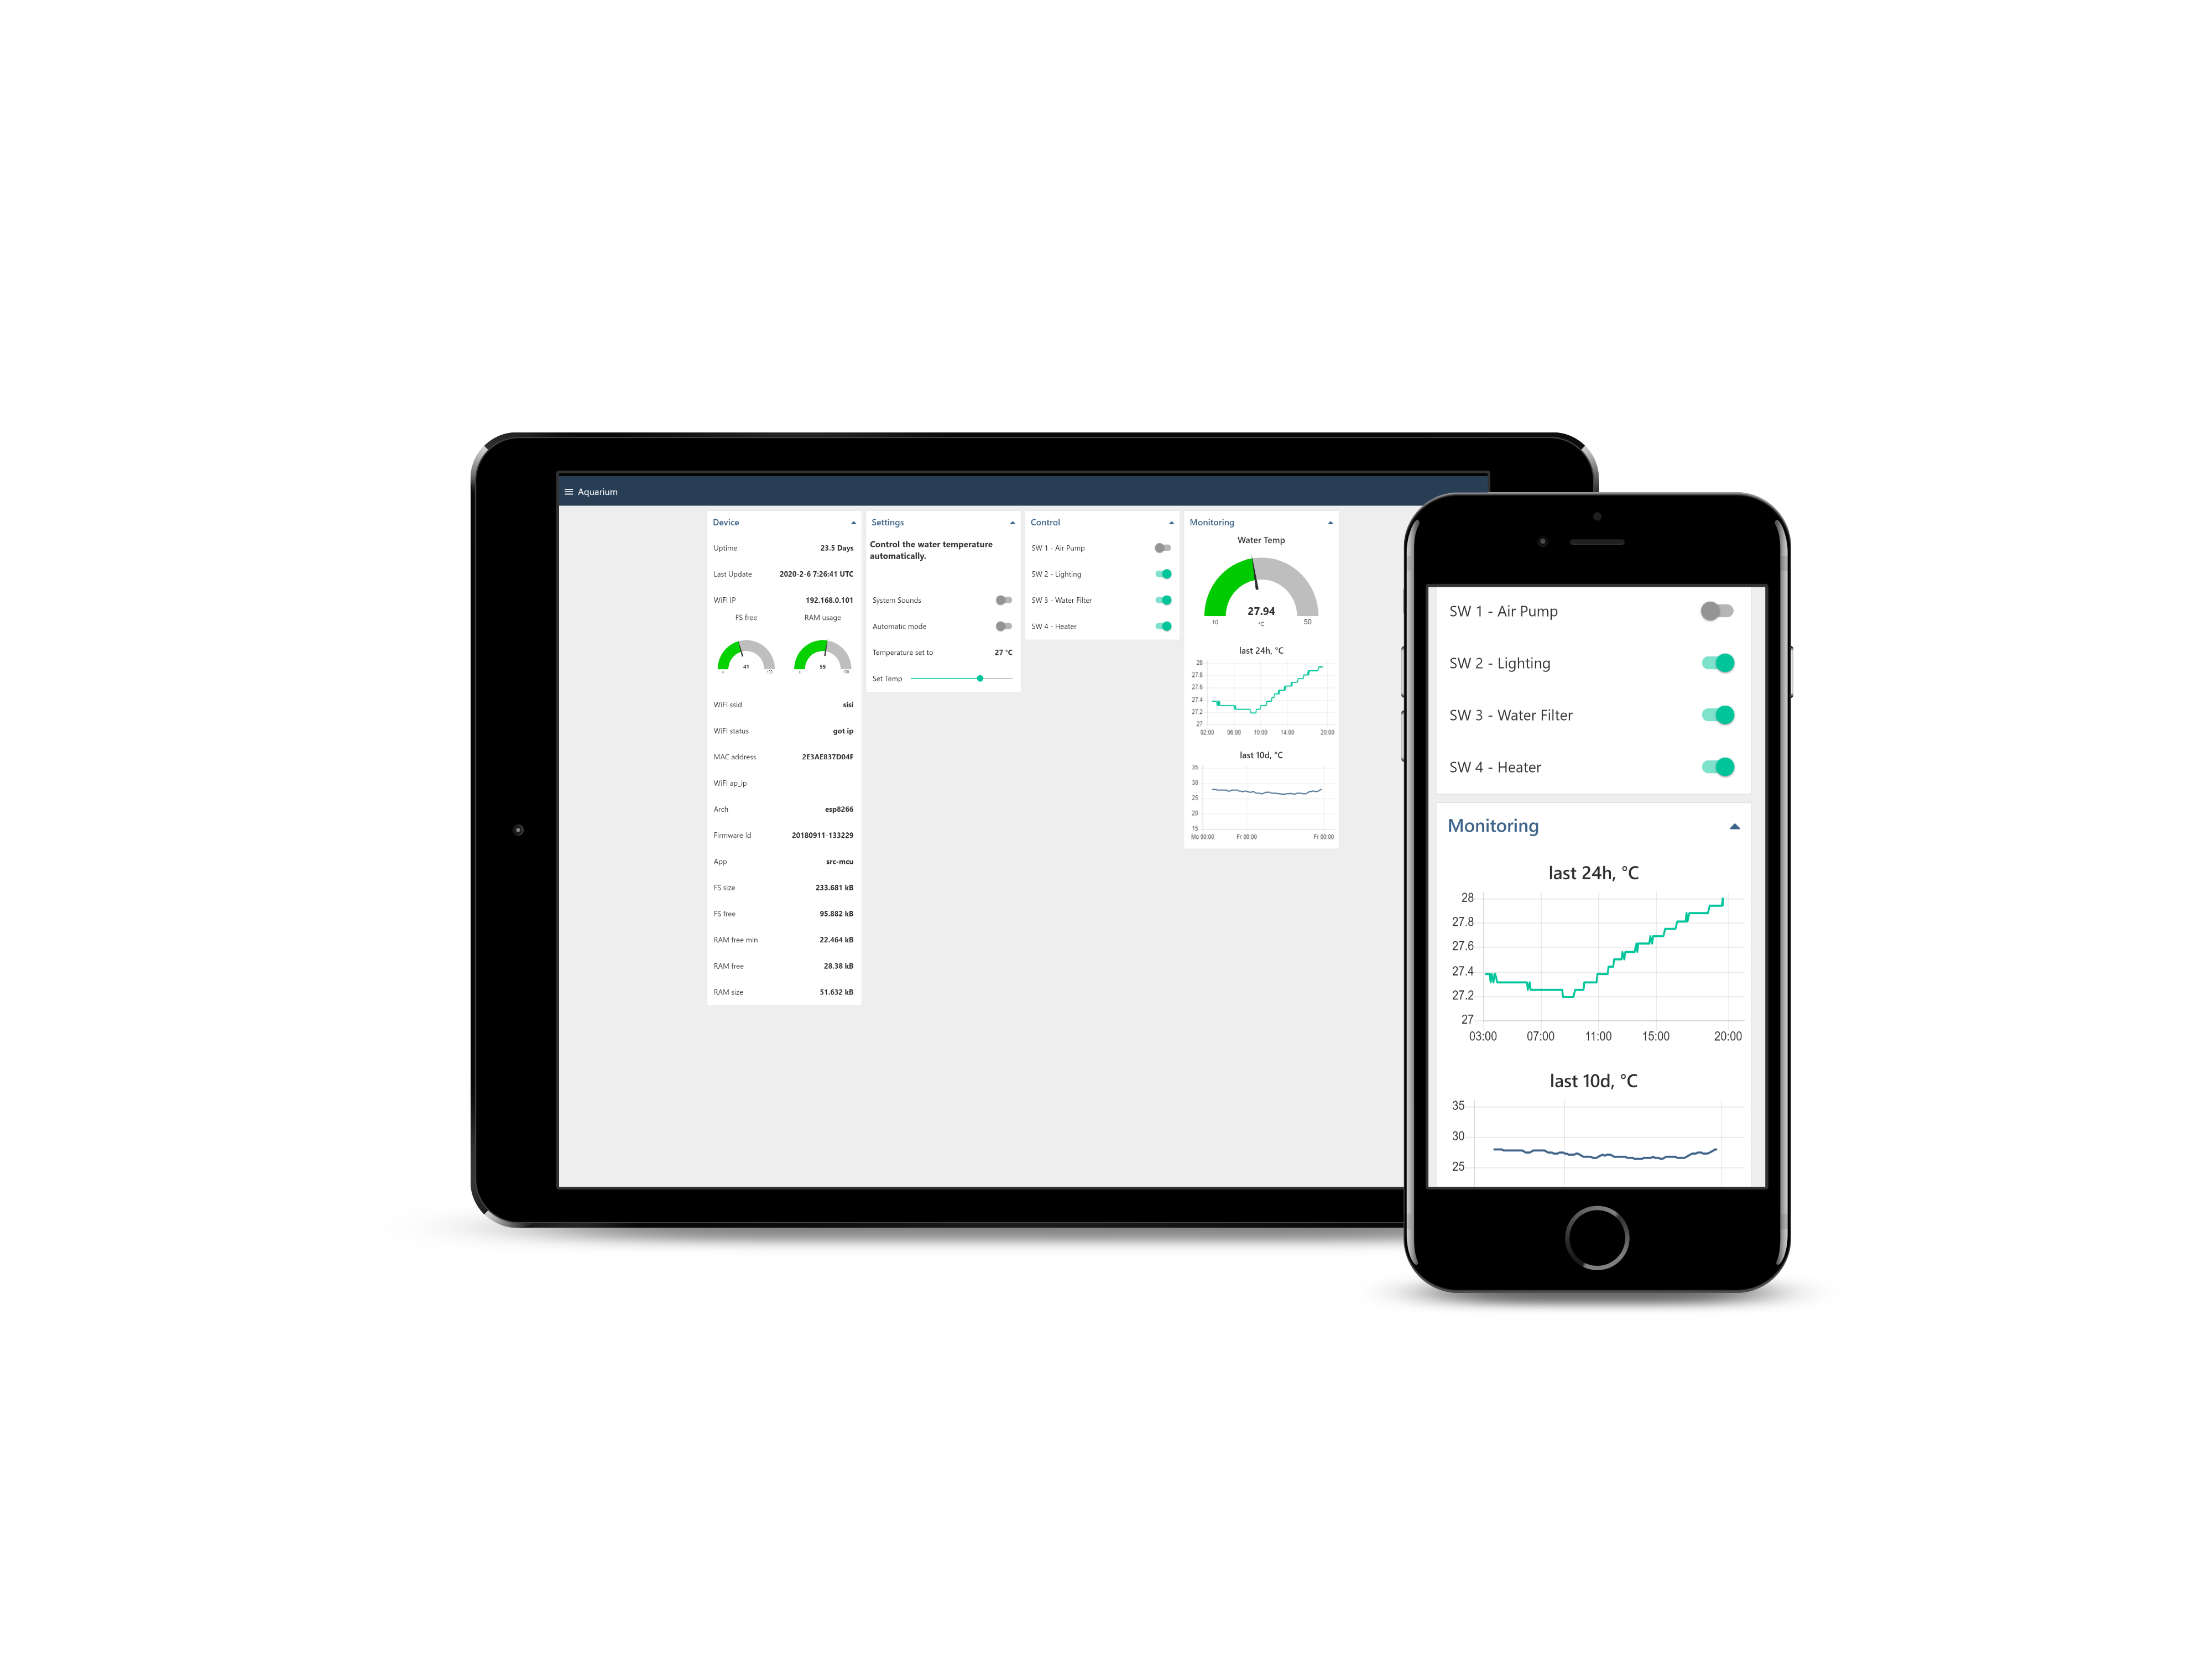 Aquarium
Device
Uptime 23.5 Days
Last Update 2020-2-6 7:26:41 UTC
WiFI IP 192.168.0.101
FS free RAM usage
41 55
WiFI ssid sisi
WiFI status got ip
MAC address 2E3AE837D04F
WiFI ap_ip
Arch esp8266
Firmware Id 20180911-133229
App src-mcu
FS size 233.681 kB
FS free 95.882 kB
RAM free min 22.464 kB
RAM free 28.38 kB
RAM size 51.632 kB
Settings
Control the water temperature
automatically.
System Sounds
Automatic mode
Temperature set to 27 °C
Set Temp
Control
SW 1 - Air Pump
SW 2 - Lighting
SW 3 - Water Filter
SW 4 - Heater
Monitoring
Water Temp
27.94
10 °C 50
last 24h, °C
28
27.8
27.6
27.4
27.2
27
02:00 06:00 10:00 14:00 20:00
last 10d, °C
35
30
25
20
15
Mo 00:00 Fr 00:00 Fr 00:00
SW 1 - Air Pump
SW 2 - Lighting
SW 3 - Water Filter
SW 4 - Heater
Monitoring
last 24h, °C
28
27.8
27.6
27.4
27.2
27
03:00 07:00 11:00 15:00 20:00
last 10d, °C
35
30
25